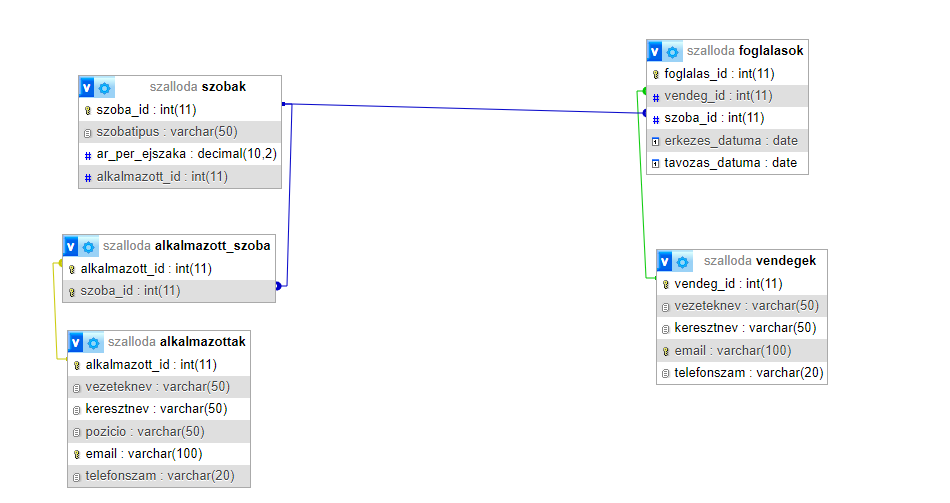 v szalloda szobak
szoba_id : int(11)
szobatipus : varchar(50)
# ar_per_ejszaka : decimal(10,2)
# alkalmazott_id : int(11)
v szalloda alkalmazott_szoba
alkalmazott_id : int(11)
szoba_id : int(11)
v szalloda alkalmazottak
alkalmazott_id : int(11)
vezeteknev : varchar(50)
keresztnev : varchar(50)
pozicio : varchar(50)
email : varchar(100)
telefonszam : varchar(20)
v szalloda foglalasok
foglalas_id : int(11)
# vendeg_id : int(11)
# szoba_id : int(11)
erkezes_datuma : date
tavozas_datuma : date
v szalloda vendegek
vendeg_id : int(11)
vezeteknev : varchar(50)
keresztnev : varchar(50)
email : varchar(100)
telefonszam : varchar(20)